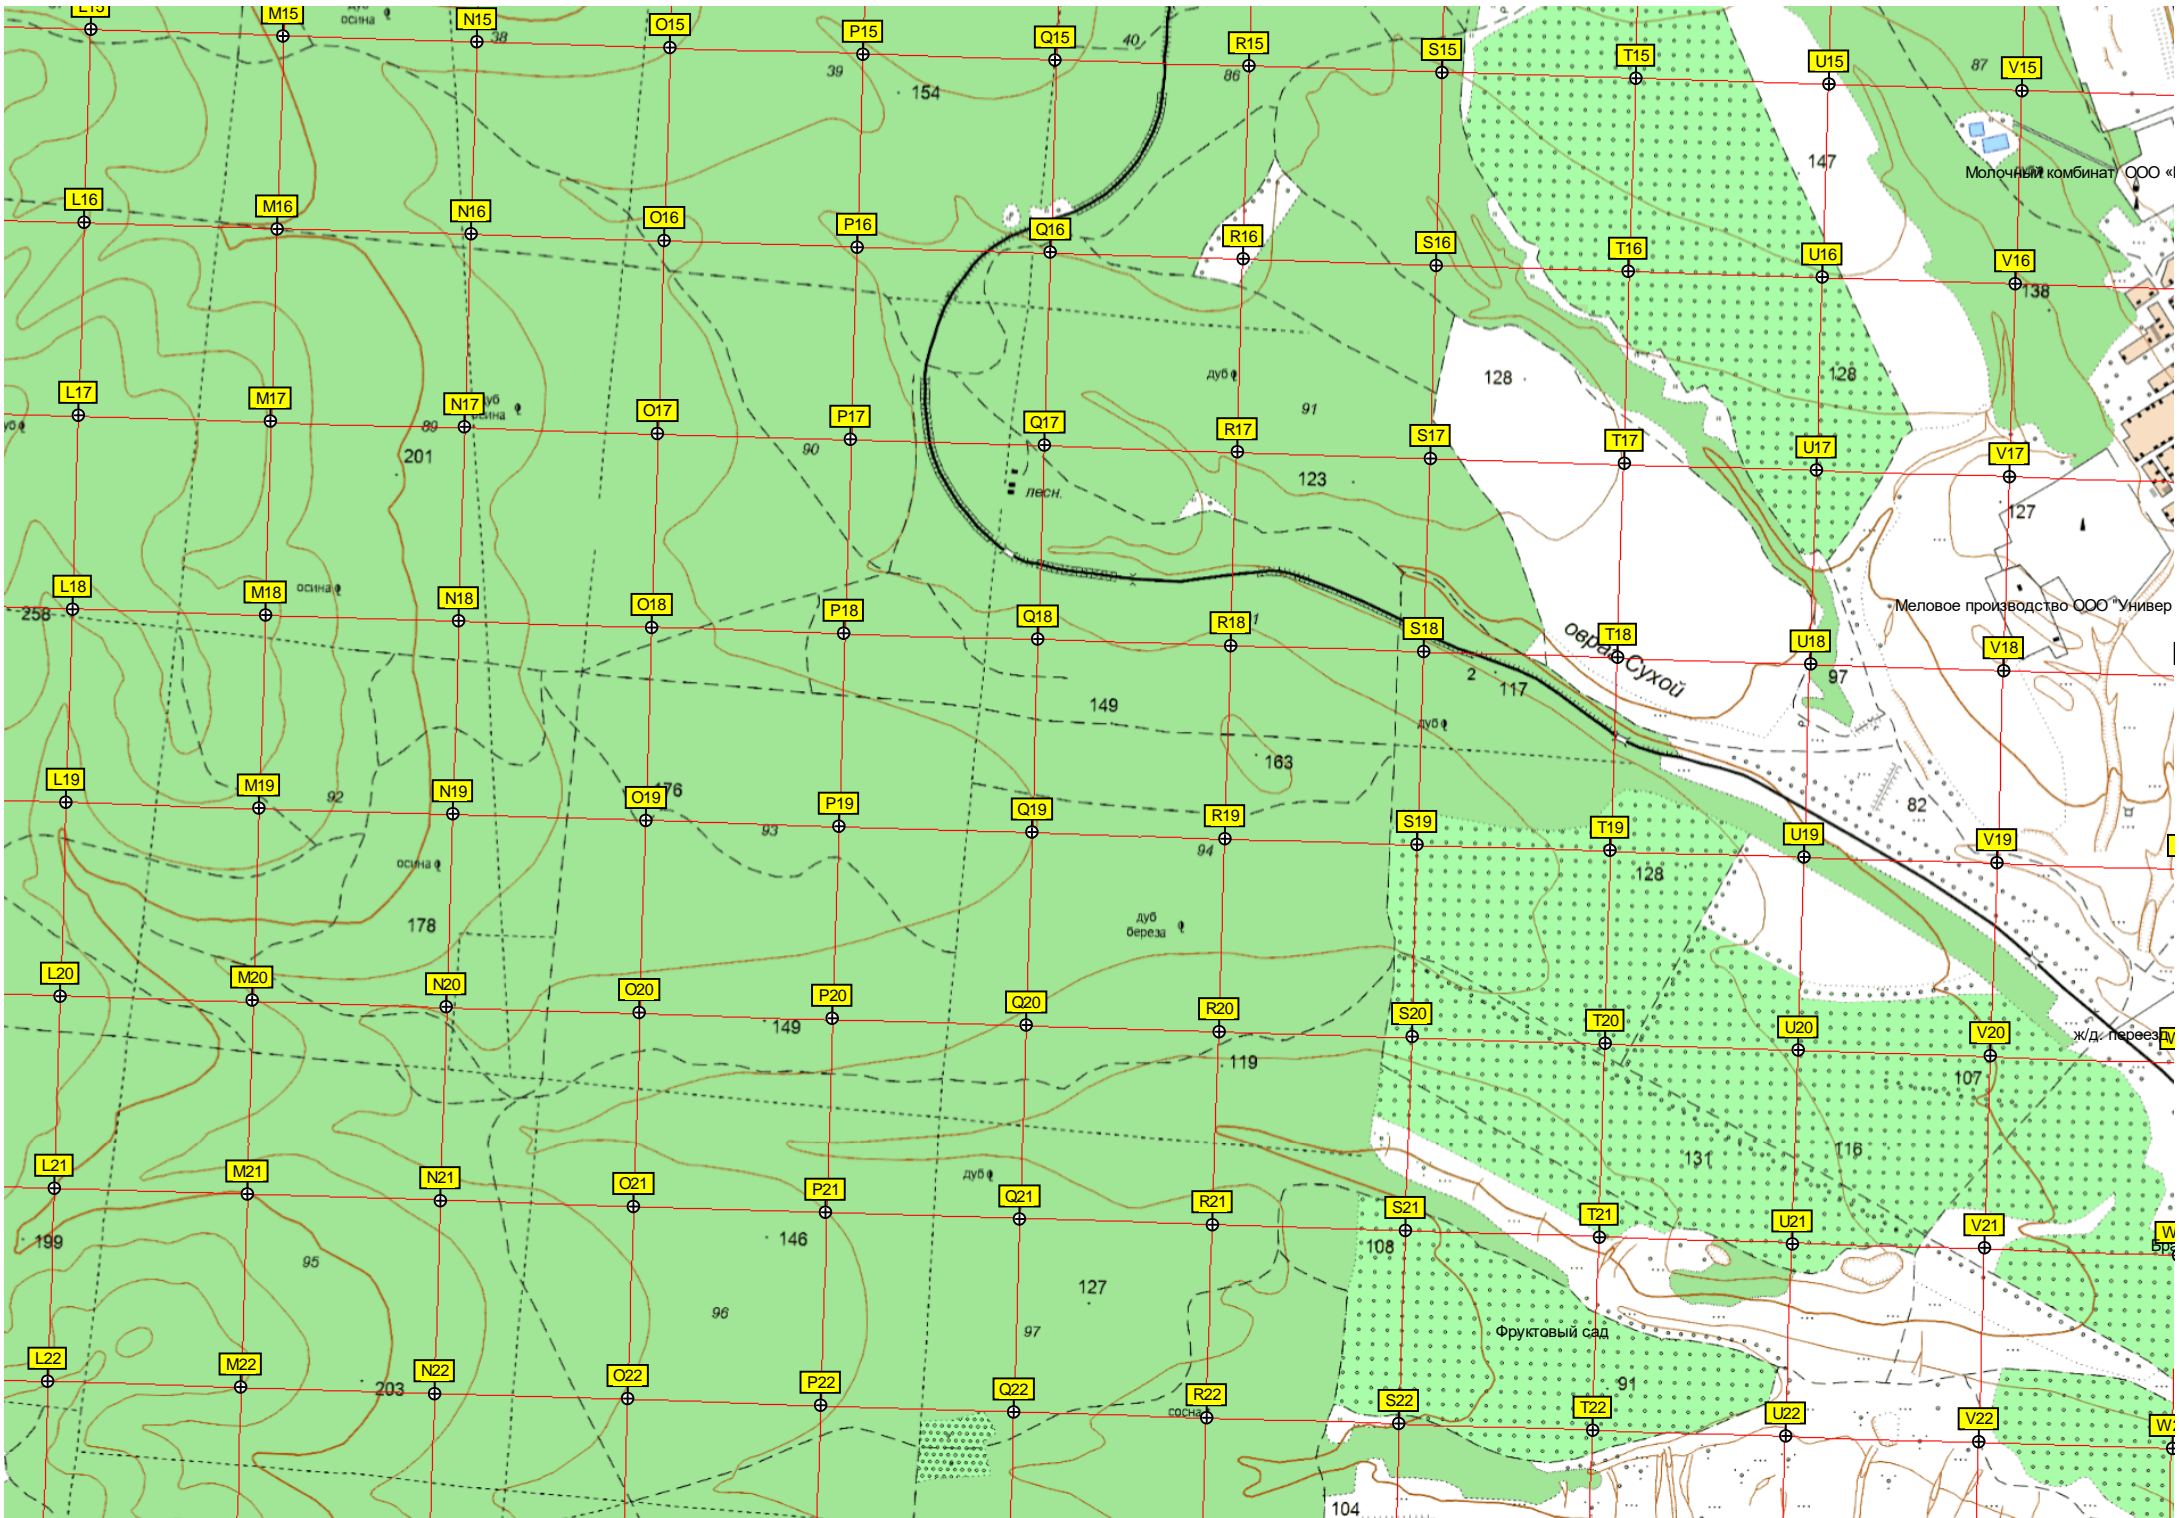 L15 M15 N15 O15 P15 Q15 R15 S15 T15 U15 V15
осина
38 39 40 86 87
154
147
Молочный комбинат ООО «
L16 M16 N16 O16 P16 Q16 R16 S16 T16 U16 V16
138
дуб
128
128
91
L17 M17 N17 O17 P17 Q17 R17 S17 T17 U17 V17
89
201
90
123
лесн.
127
осина
L18 M18 N18 O18 P18 Q18 R18 S18 T18 U18 V18
258
Меловое производство ООО "Универ
овраг Сухой
2
117
97
149
дуб
163
L19 M19 N19 O19 P19 Q19 R19 S19 T19 U19 V19
92
176
93
94
82
осина
128
178
дуб
береза
L20 M20 N20 O20 P20 Q20 R20 S20 T20 U20 V20
149
ж/д. переезд
119
107
116
131
L21 M21 N21 O21 P21 Q21 R21 S21 T21 U21 V21
дуб
199
146
108
95
127
96
97
Фруктовый сад
L22 M22 N22 O22 P22 Q22 R22 S22 T22 U22 V22
203
91
сосна
104